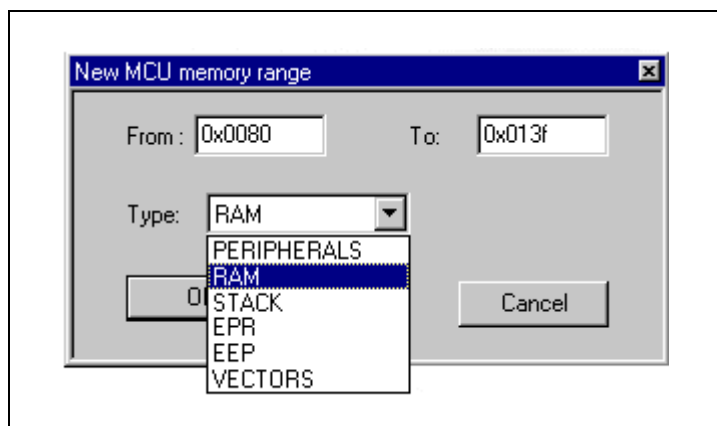 New MCU memory range
From : 0x0080 To: 0x013f
Type: RAM
PERIPHERALS
RAM
STACK
EPR
EEP
VECTORS
Cancel